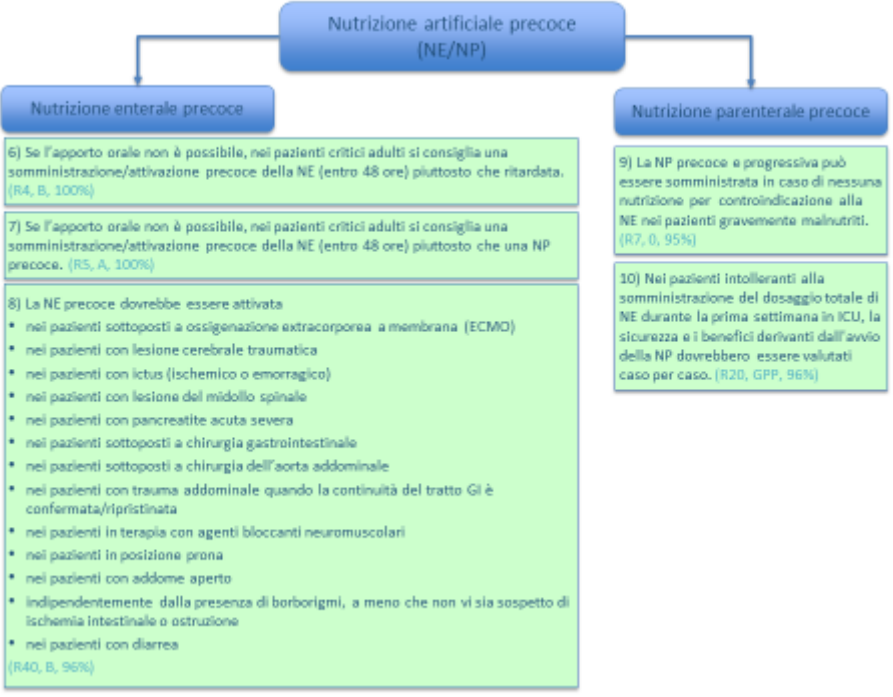 Nutrizione artificiale precoce
(NE/NP)
Nutrizione enterale precoce
6) Se l'apporto orale non è possibile, nei pazienti critici adulti si consiglia una
somministrazione/attivazione precoce della NE (entro 48 ore) piuttosto che ritardata.
(R4, B, 100%)
7) Se l'apporto orale non è possibile, nei pazienti critici adulti si consiglia una
somministrazione/attivazione precoce della NE (entro 48 ore) piuttosto che una NP
precoce. (R5, A, 100%)
8) La NE precoce dovrebbe essere attivata
• nei pazienti sottoposti a ossigenazione extracorporea a membrana (ECMO)
• nei pazienti con lesione cerebrale traumatica
• nei pazienti con ictus (ischemico o emorragico)
• nei pazienti con lesione del midollo spinale
• nei pazienti con pancreatite acuta severa
• nei pazienti sottoposti a chirurgia gastrointestinale
• nei pazienti sottoposti a chirurgia dell'aorta addominale
• nei pazienti con trauma addominale quando la continuità del tratto GI è
confermata/ripristinata
• nei pazienti in terapia con agenti bloccanti neuromuscolari
• nei pazienti in posizione prona
• nei pazienti con addome aperto
• indipendentemente dalla presenza di borborigmi, a meno che non vi sia sospetto di
ischemia intestinale o ostruzione
• nei pazienti con diarrea
(R40, B, 96%)
Nutrizione parenterale precoce
9) La NP precoce e progressiva può
essere somministrata in caso di nessuna
nutrizione per controindicazione alla
NE nei pazienti gravemente malnutriti.
(R7, 0, 95%)
10) Nei pazienti intolleranti alla
somministrazione del dosaggio totale di
NE durante la prima settimana in ICU, la
sicurezza e i benefici derivanti dall'avvio
della NP dovrebbero essere valutati
caso per caso. (R20, GPP, 96%)